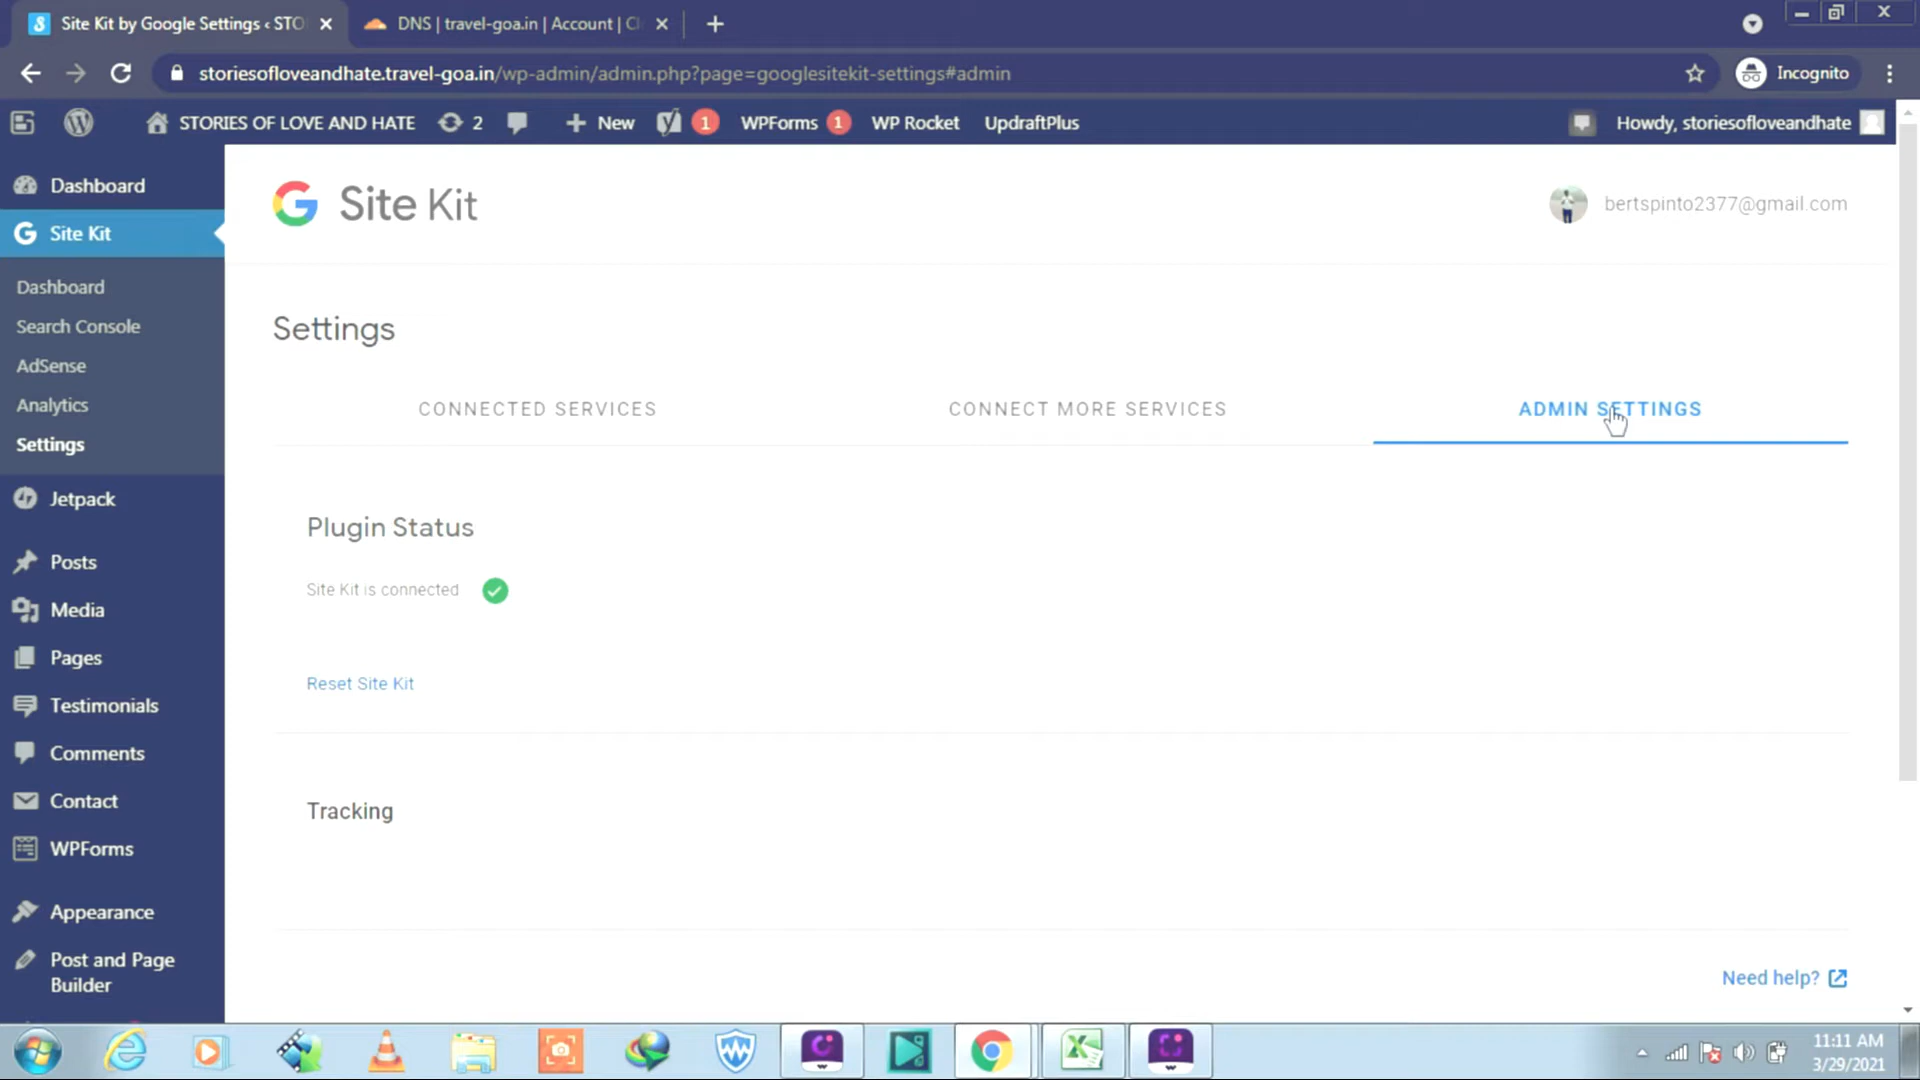 Site Kit by Google Settings ‹ STO
DNS | travel-goa.in | Account | Cl
storiesofloveandhate.travel-goa.in/wp-admin/admin.php?page=googlesitekit-settings#admin
Incognito
STORIES OF LOVE AND HATE
2
New
1
WPForms
1
WP Rocket
UpdraftPlus
Howdy, storiesofloveandhate
Dashboard
Site Kit
Dashboard
Search Console
AdSense
Analytics
Settings
Jetpack
Posts
Media
Pages
Testimonials
Comments
Contact
WPForms
Appearance
Post and Page
Builder
Site Kit
bertspinto2377@gmail.com
Settings
CONNECTED SERVICES
CONNECT MORE SERVICES
ADMIN SETTINGS
Plugin Status
Site Kit is connected
Reset Site Kit
Tracking
Need help?
11:11 AM
3/29/2021